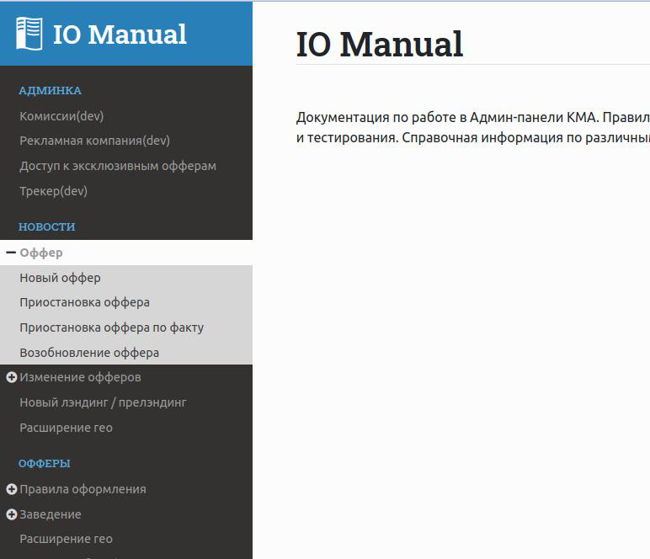 IO Manual
АДМИНКА
Комиссии(dev)
Рекламная компания(dev)
Доступ к эксклюзивным офферам
Трекер(dev)
НОВОСТИ
Оффер
Новый оффер
Приостановка оффера
Приостановка оффера по факту
Возобновление оффера
Изменение офферов
Новый лэндинг / прелэндинг
Расширение гео
ОФФЕРЫ
Правила оформления
Заведение
Расширение гео
IO Manual
Документация по работе в Админ-панели КМА. Правил
и тестирования. Справочная информация по различны